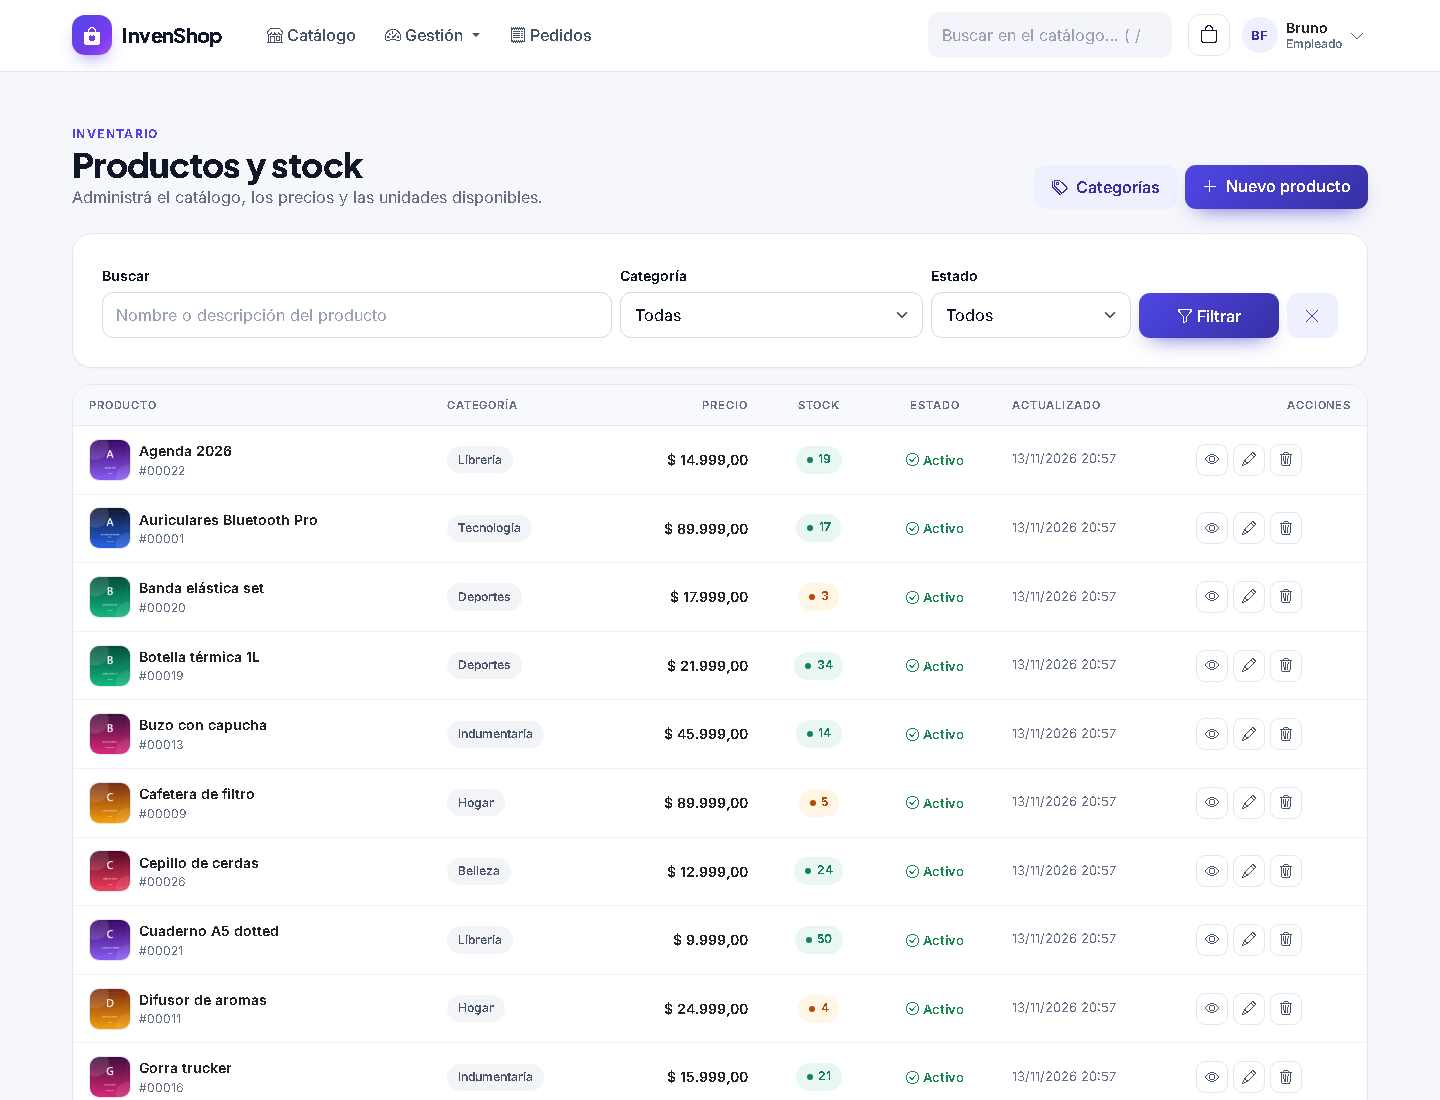 InvenShop
Catálogo
Gestión
Pedidos
Buscar en el catálogo... ( /
BF
Bruno
Empleado
INVENTARIO
Productos y stock
Administrá el catálogo, los precios y las unidades disponibles.
Categorías
Nuevo producto
Buscar
Categoría
Estado
Nombre o descripción del producto
Todas
Todos
Filtrar
PRODUCTO CATEGORÍA PRECIO STOCK ESTADO ACTUALIZADO ACCIONES
A Agenda 2026 #00022 Librería $ 14.999,00 19 Activo 13/11/2026 20:57
A Auriculares Bluetooth Pro #00001 Tecnología $ 89.999,00 17 Activo 13/11/2026 20:57
B Banda elástica set #00020 Deportes $ 17.999,00 3 Activo 13/11/2026 20:57
B Botella térmica 1L #00019 Deportes $ 21.999,00 34 Activo 13/11/2026 20:57
B Buzo con capucha #00013 Indumentaria $ 45.999,00 14 Activo 13/11/2026 20:57
C Cafetera de filtro #00009 Hogar $ 89.999,00 5 Activo 13/11/2026 20:57
C Cepillo de cerdas #00026 Belleza $ 12.999,00 24 Activo 13/11/2026 20:57
C Cuaderno A5 dotted #00021 Librería $ 9.999,00 50 Activo 13/11/2026 20:57
D Difusor de aromas #00011 Hogar $ 24.999,00 4 Activo 13/11/2026 20:57
G Gorra trucker #00016 Indumentaria $ 15.999,00 21 Activo 13/11/2026 20:57